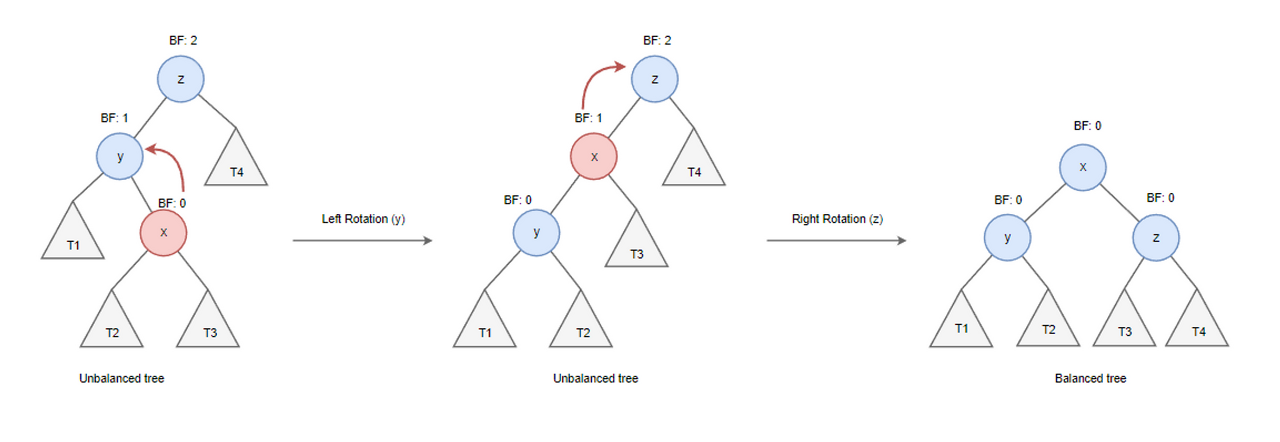 BF: 2
z
BF: 1
y
T4
BF: 0
x
T1
T2
T3
Unbalanced tree
Left Rotation (y)
BF: 2
z
BF: 1
x
T4
BF: 0
y
T3
T1
T2
Unbalanced tree
Right Rotation (z)
BF: 0
x
BF: 0
BF: 0
y
z
T1
T2
T3
T4
Balanced tree